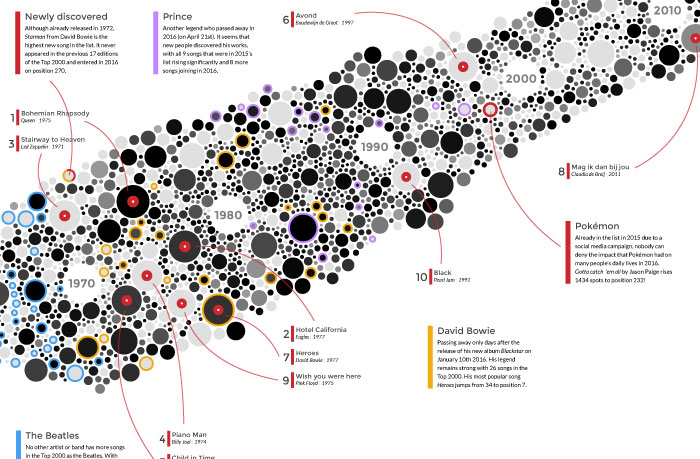 Newly discovered
Although already released in 1972,
Starman from David Bowie is the
highest new song in the list. It never
appeared in the previous 17 editions
of the Top 2000 and entered in 2016
on position 270.
Prince
Another legend who passed away in
2016 (on April 21st). It seems that
new people discovered his works,
with all 9 songs that were in 2015's
list rising significantly and 8 more
songs joining in 2016.
6 Avond
Boudewijn de Groot 1997
2010
2000
1990
1980
1970
1 Bohemian Rhapsody
Queen 1975
3 Stairway to Heaven
Led Zeppelin 1971
8 Mag ik dan bij jou
Claudia de Breij 2011
Pokémon
Already in the list in 2015 due to a
social media campaign, nobody can
deny the impact that Pokémon had on
many people's daily lives in 2016.
Gotta catch 'em all by Jason Paige rises
1434 spots to position 232!
10 Black
Pearl Jam 1991
2 Hotel California
Eagles 1977
7 Heroes
David Bowie 1977
9 Wish you were here
Pink Floyd 1975
David Bowie
Passing away only days after the
release of his new album Blackstar on
January 10th 2016. His legend
remains strong with 26 songs in the
Top 2000. His most popular song
Heroes jumps from 34 to position 7.
The Beatles
No other artist or band has more songs
in the Top 2000 as the Beatles. With
4 Piano Man
Billy Joel 1974
Child in Time